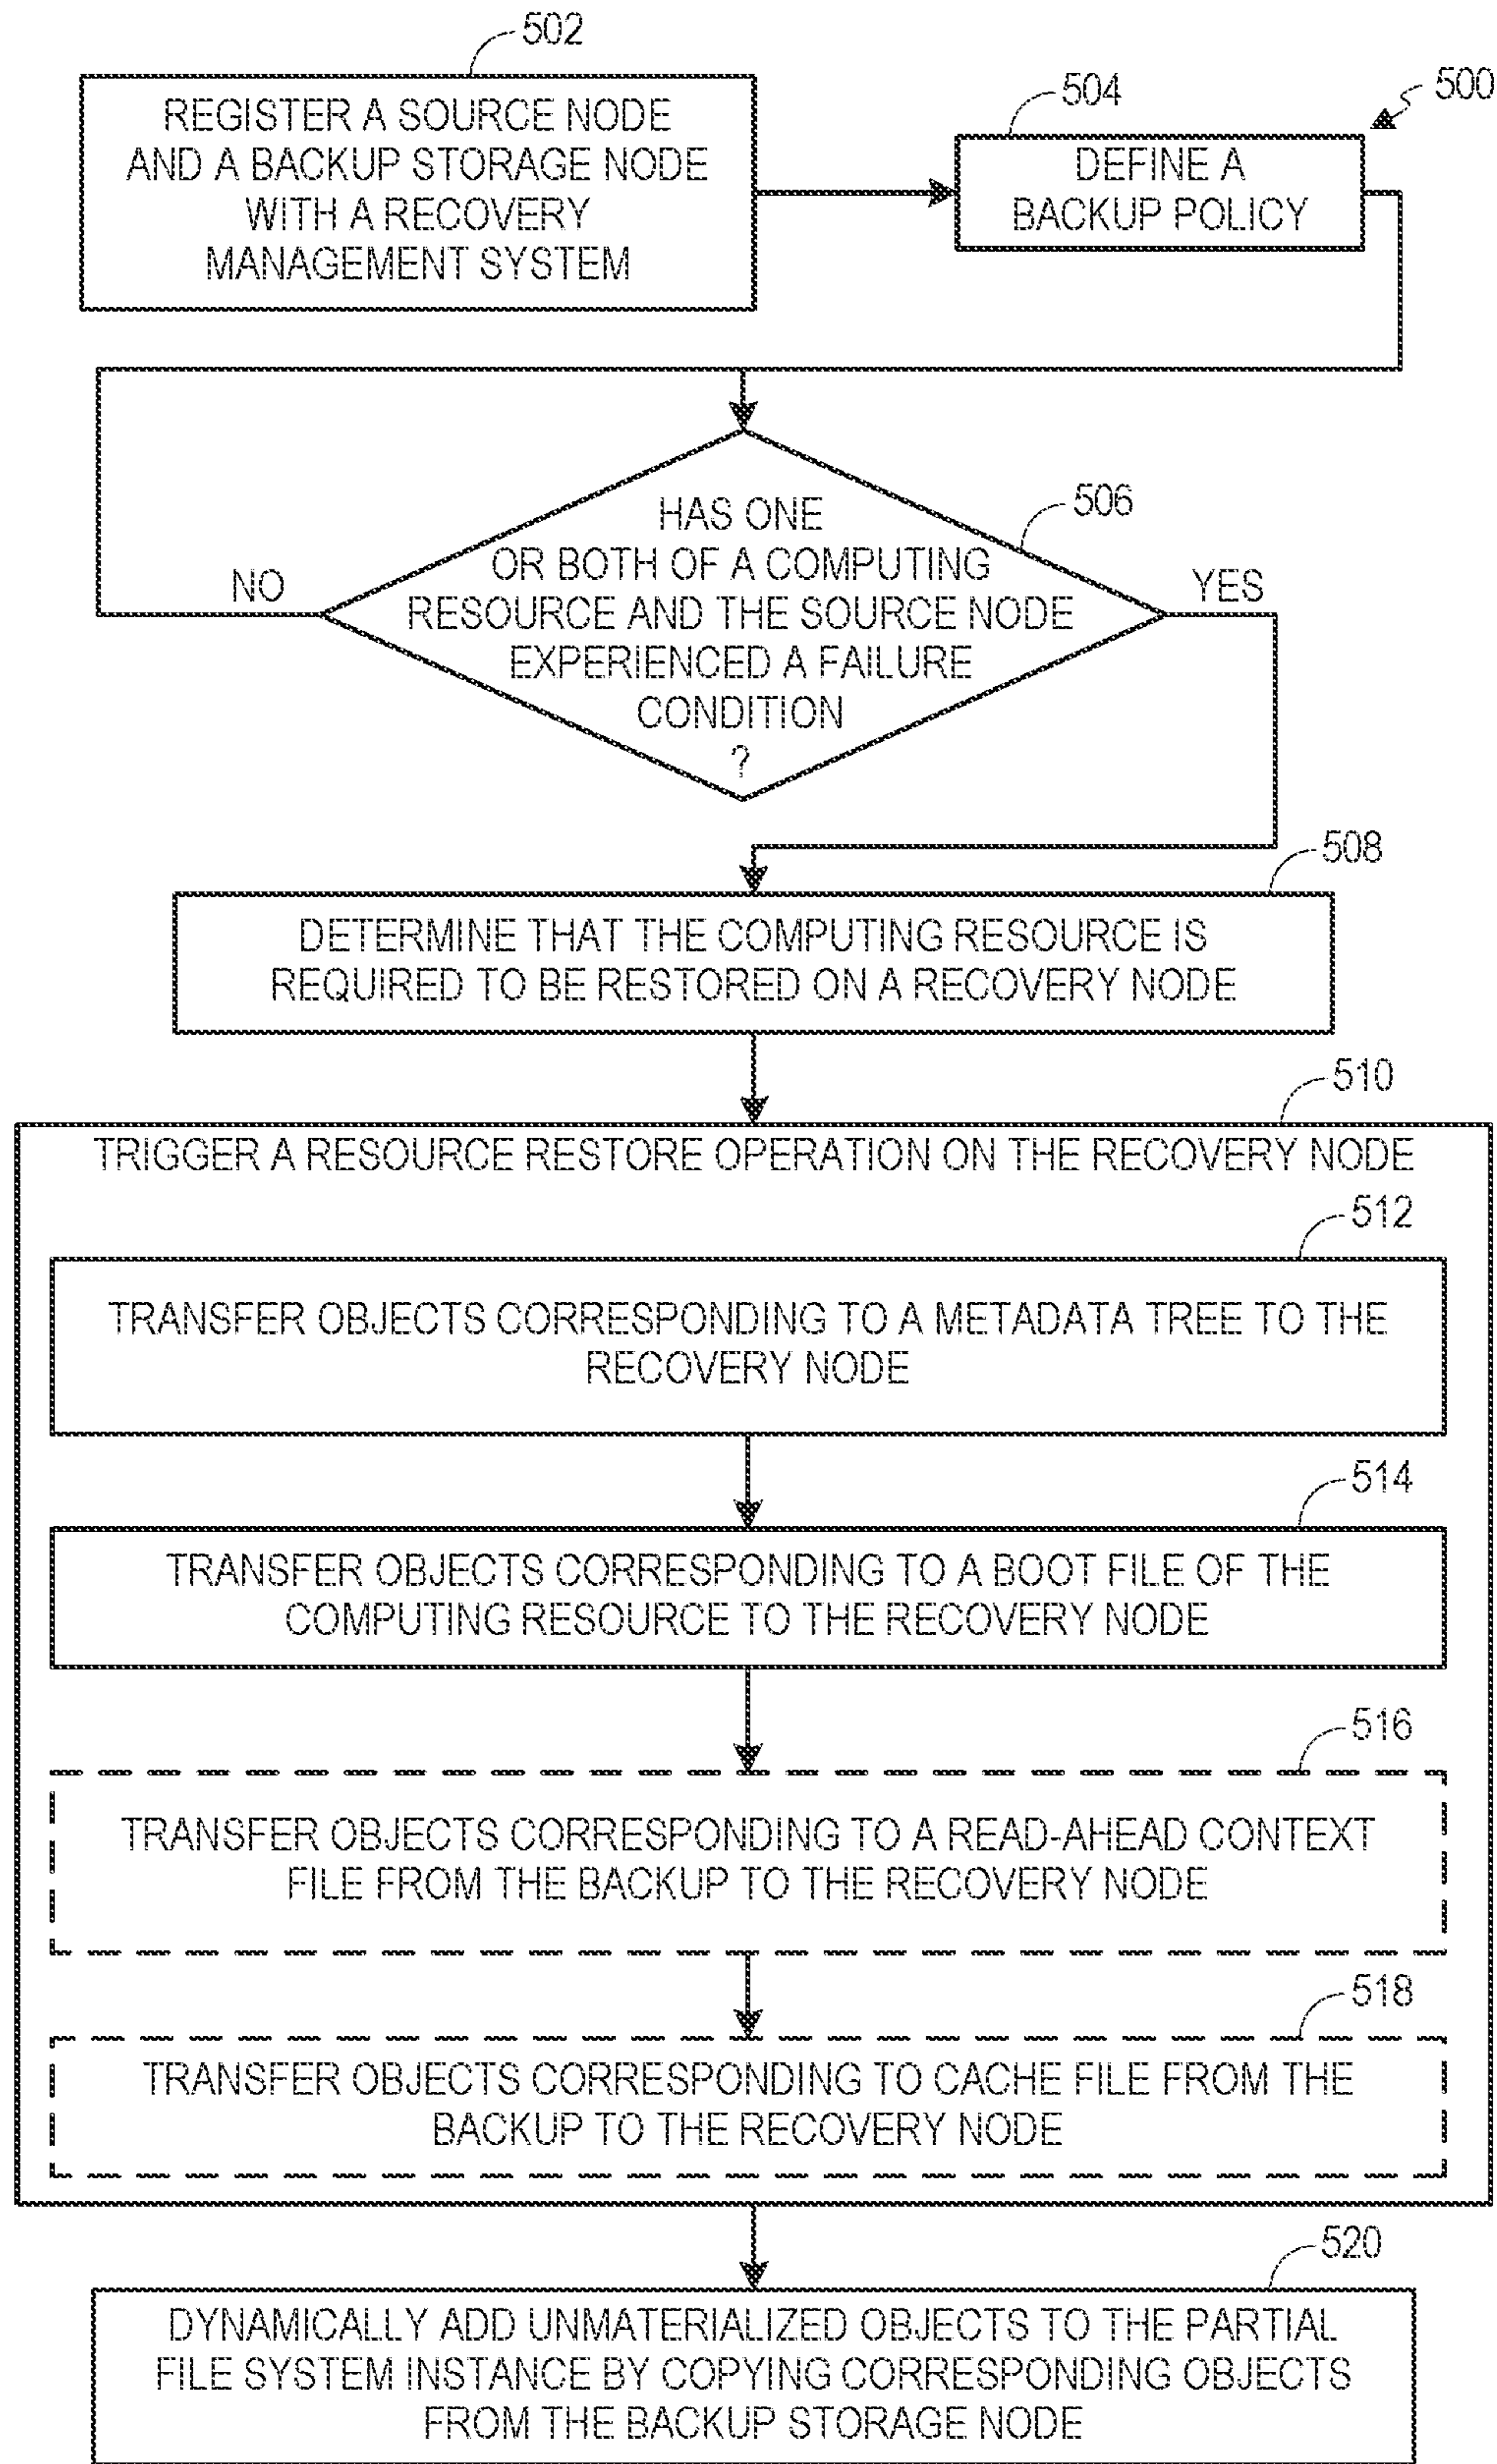 502
REGISTER A SOURCE NODE
AND A BACKUP STORAGE NODE
WITH A RECOVERY
MANAGEMENT SYSTEM
504
500
DEFINE A
BACKUP POLICY
506
HAS ONE
OR BOTH OF A COMPUTING
RESOURCE AND THE SOURCE NODE
EXPERIENCED A FAILURE
CONDITION
?
NO
YES
508
DETERMINE THAT THE COMPUTING RESOURCE IS
REQUIRED TO BE RESTORED ON A RECOVERY NODE
510
TRIGGER A RESOURCE RESTORE OPERATION ON THE RECOVERY NODE
512
TRANSFER OBJECTS CORRESPONDING TO A METADATA TREE TO THE
RECOVERY NODE
514
TRANSFER OBJECTS CORRESPONDING TO A BOOT FILE OF THE
COMPUTING RESOURCE TO THE RECOVERY NODE
516
TRANSFER OBJECTS CORRESPONDING TO A READ-AHEAD CONTEXT
FILE FROM THE BACKUP TO THE RECOVERY NODE
518
TRANSFER OBJECTS CORRESPONDING TO CACHE FILE FROM THE
BACKUP TO THE RECOVERY NODE
520
DYNAMICALLY ADD UNMATERIALIZED OBJECTS TO THE PARTIAL
FILE SYSTEM INSTANCE BY COPYING CORRESPONDING OBJECTS
FROM THE BACKUP STORAGE NODE